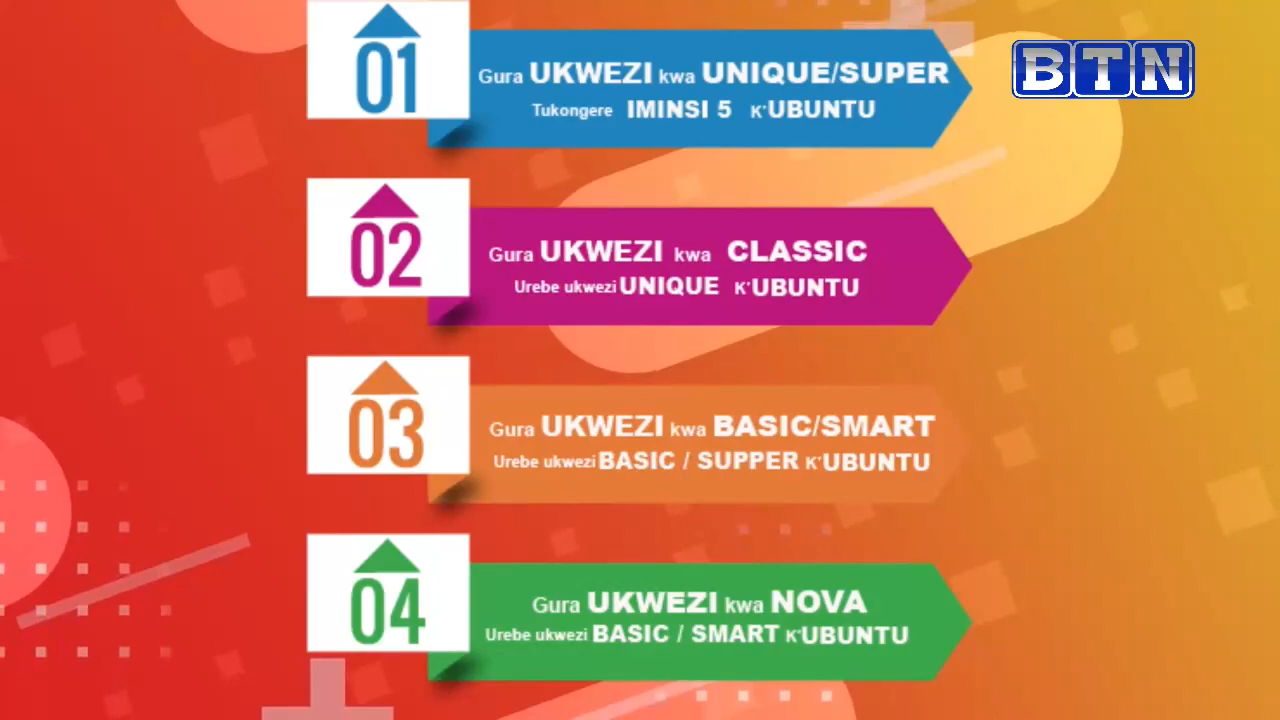 BTN
01
Gura UKWEZI kwa UNIQUE/SUPER
Tukongere IMINSI 5 K'UBUNTU
02
Gura UKWEZI kwa CLASSIC
Urebe ukwezi UNIQUE K'UBUNTU
03
Gura UKWEZI kwa BASIC/SMART
Urebe ukwezi BASIC / SUPPER K'UBUNTU
04
Gura UKWEZI kwa NOVA
Urebe ukwezi BASIC / SMART K'UBUNTU